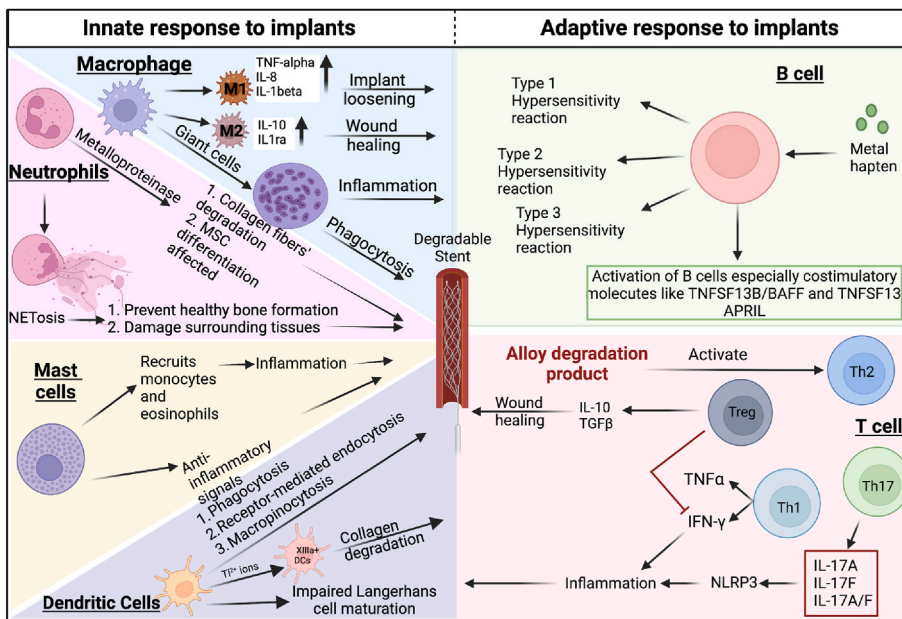 Innate response to implants
Adaptive response to implants
Macrophage
M1
TNF-alpha
IL-8
IL-1beta
Implant
loosening
M2
IL-10
IL1ra
Wound
healing
Giant cells
Inflammation
Phagocytosis
Neutrophils
Metalloproteinase
1. Collagen fibers'
degradation
2. MSC
differentiation
affected
NETosis
1. Prevent healthy bone formation
2. Damage surrounding tissues
Degradable
Stent
Mast
cells
Recruits
monocytes
and
eosinophils
Inflammation
Anti-
inflammatory
signals
1. Phagocytosis
2.Receptor-mediated endocytosis
3. Macropinocytosis
Dendritic Cells
Ti²⁺ ions
XIIIa+
DCs
Collagen
degradation
Impaired Langerhans
cell maturation
B cell
Type 1
Hypersensitivity
reaction
Type 2
Hypersensitivity
reaction
Type 3
Hypersensitivity
reaction
Metal
hapten
Activation of B cells especially costimulatory
molecules like TNFSF13B/BAFF and TNFSF13
APRIL
Alloy degradation
product
Activate
Th2
T cell
Wound
healing
IL-10
TGFβ
Treg
TNFα
IFN-γ
Th1
Th17
Inflammation
NLRP3
IL-17A
IL-17F
IL-17A/F